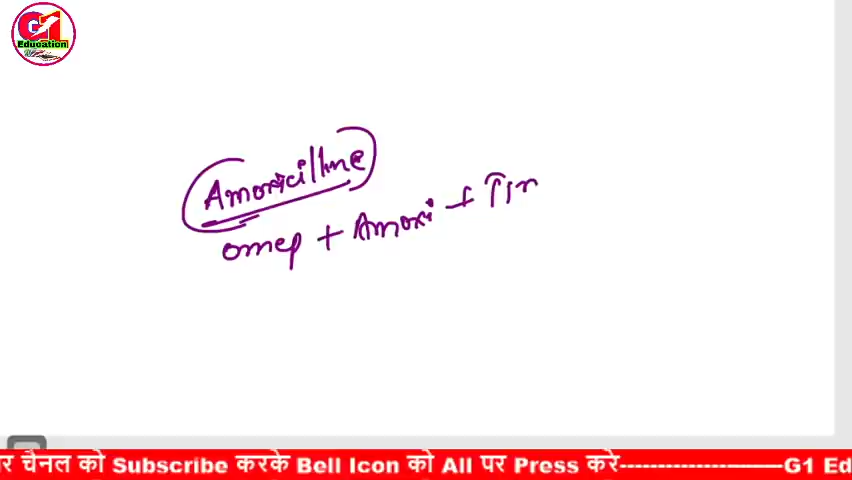 G1
Education
Amoxicilline
omep + Amoxi + Tin
र चैनल को Subscribe करके Bell Icon को All पर Press करे-----------------------G1 Ed